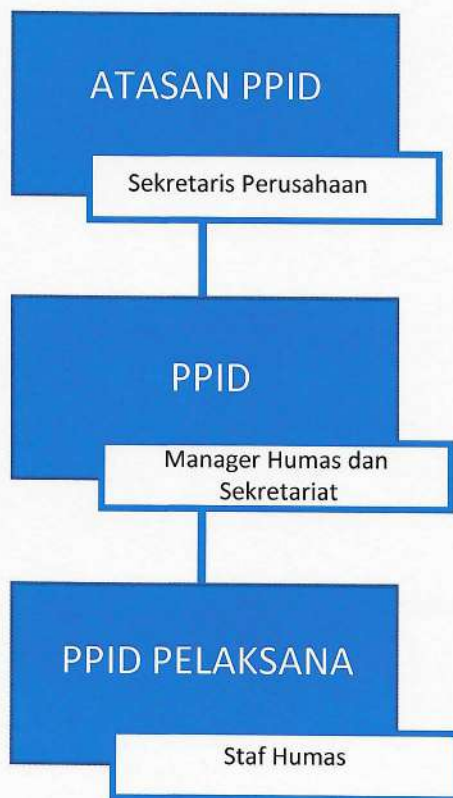 ATASAN PPID
Sekretaris Perusahaan
PPID
Manager Humas dan
Sekretariat
PPID PELAKSANA
Staf Humas